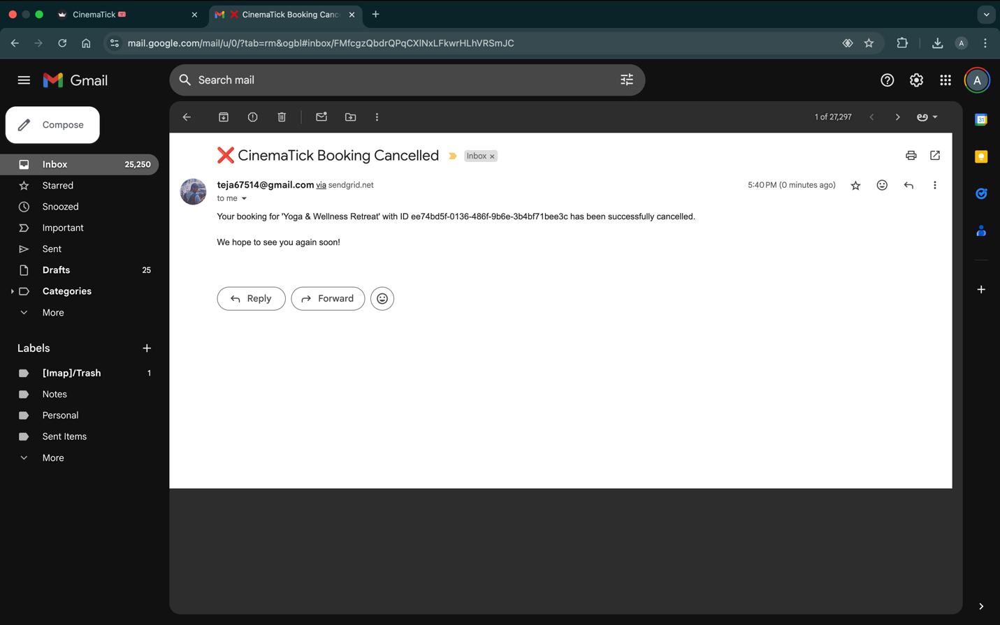 CinemaTick
CinemaTick Booking Canc
mail.google.com/mail/u/0/?tab=rm&ogbl#inbox/FMfcgzQbdrQPqCXlNxLFkwrHLhVRSmJC
A
Gmail
Search mail
A
Compose
1 of 27,297
అ
31
Inbox 25,250
Starred
Snoozed
Important
Sent
Drafts 25
Categories
More
Labels
[Imap]/Trash 1
Notes
Personal
Sent Items
More
❌ CinemaTick Booking Cancelled Inbox x
teja67514@gmail.com via sendgrid.net 5:40 PM (0 minutes ago)
to me
Your booking for 'Yoga & Wellness Retreat' with ID ee74bd5f-0136-486f-9b6e-3b4bf71bee3c has been successfully cancelled.
We hope to see you again soon!
Reply Forward